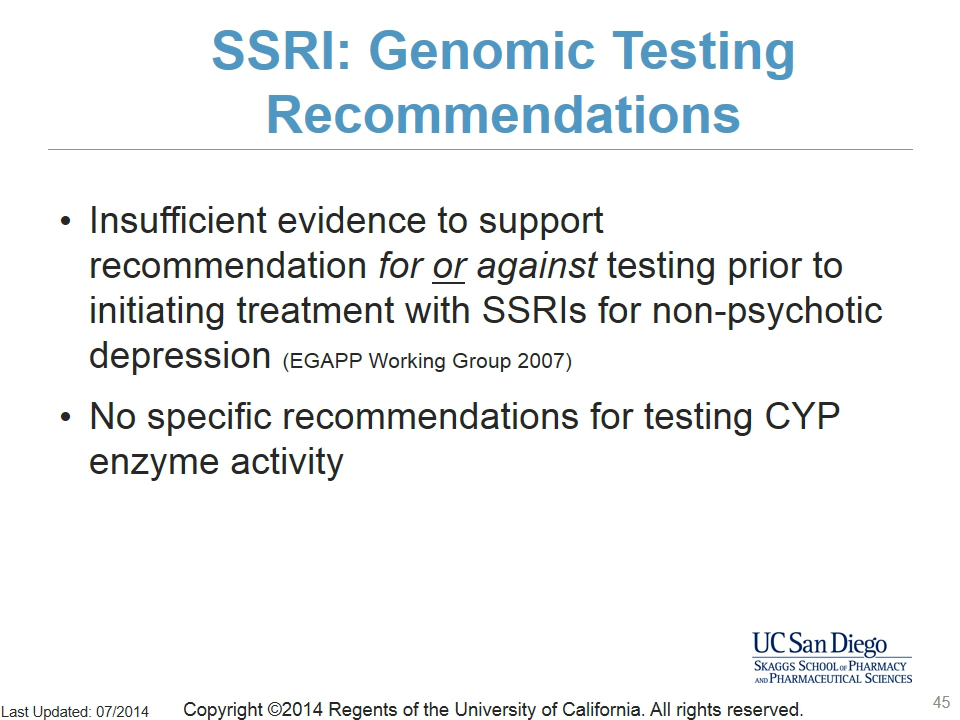 SSRI: Genomic Testing
Recommendations
• Insufficient evidence to support
recommendation for or against testing prior to
initiating treatment with SSRIs for non-psychotic
depression (EGAPP Working Group 2007)
• No specific recommendations for testing CYP
enzyme activity
UC San Diego
SKAGGS SCHOOL OF PHARMACY
AND PHARMACEUTICAL SCIENCES
Last Updated: 07/2014
Copyright ©2014 Regents of the University of California. All rights reserved.
45